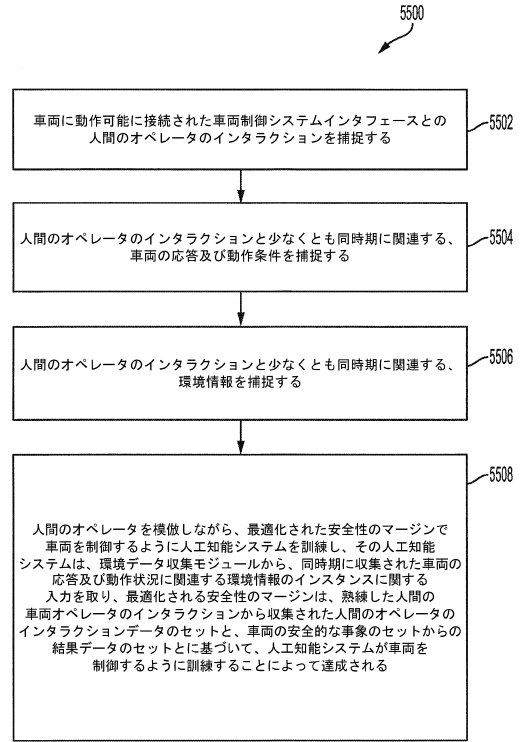 5500
車両に動作可能に接続された車両制御システムインタフェースとの
人間のオペレータのインタラクションを捕捉する
5502
人間のオペレータのインタラクションと少なくとも同時期に関連する、
車両の応答及び動作条件を捕捉する
5504
人間のオペレータのインタラクションと少なくとも同時期に関連する、
環境情報を捕捉する
5506
人間のオペレータを模倣しながら、最適化された安全性のマージンで
車両を制御するように人工知能システムを訓練し、その人工知能
システムは、環境データ収集モジュールから、同時期に収集された車両の
応答及び動作状況に関連する環境情報のインスタンスに関する
入力を取り、最適化される安全性のマージンは、熟練した人間の
車両オペレータのインタラクションから収集された人間のオペレータの
インタラクションデータのセットと、車両の安全的な事象のセットからの
結果データのセットとに基づいて、人工知能システムが車両を
制御するように訓練することによって達成される
5508